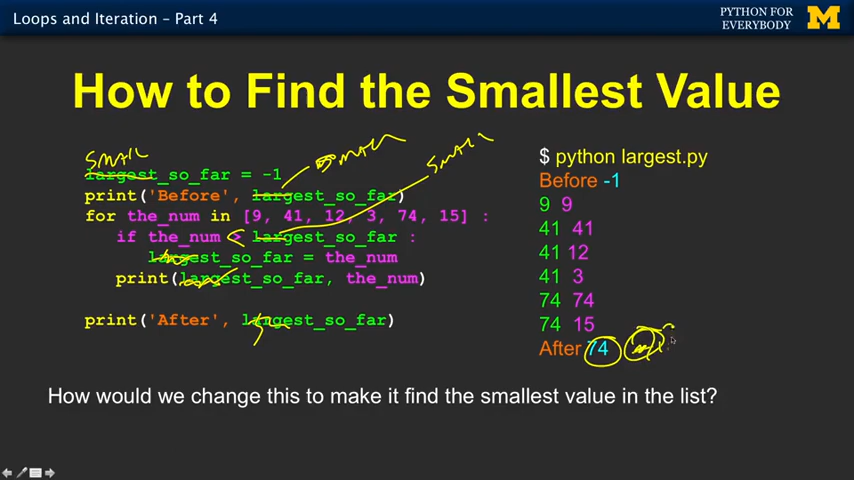 Loops and Iteration – Part 4
PYTHON FOR
EVERYBODY
M
How to Find the Smallest Value
SMALL
SMALL
SMALL
largest_so_far = -1
print('Before', largest_so_far)
for the_num in [9, 41, 12, 3, 74, 15] :
if the_num > largest_so_far :
<
largest_so_far = the_num
print(largest_so_far, the_num)
print('After', largest_so_far)
$ python largest.py
Before -1
9 9
41 41
41 12
41 3
74 74
74 15
After 74
How would we change this to make it find the smallest value in the list?